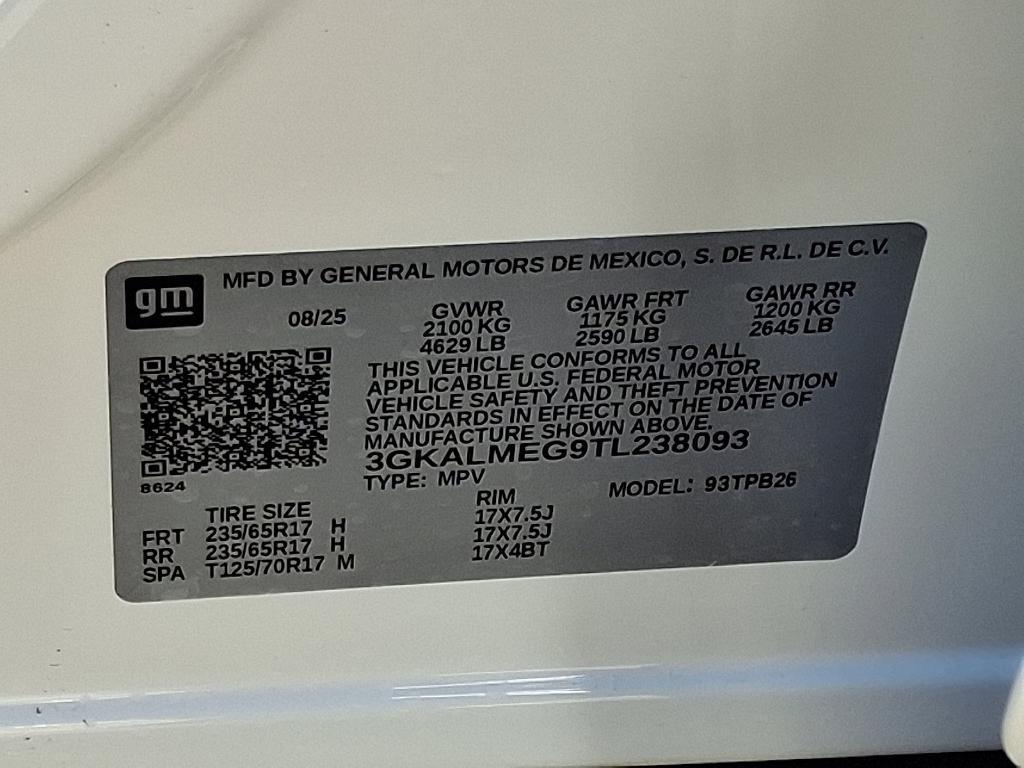 gm
MFD BY GENERAL MOTORS DE MEXICO, S. DE R.L. DE C.V.
08/25
GVWR
2100 KG
4629 LB
GAWR FRT
1175 KG
2590 LB
GAWR RR
1200 KG
2645 LB
THIS VEHICLE CONFORMS TO ALL
APPLICABLE U.S. FEDERAL MOTOR
VEHICLE SAFETY AND THEFT PREVENTION
STANDARDS IN EFFECT ON THE DATE OF
MANUFACTURE SHOWN ABOVE.
3GKALMEG9TL238093
8624
TYPE: MPV
MODEL: 93TPB26
TIRE SIZE RIM
FRT 235/65R17 H 17X7.5J
RR 235/65R17 H 17X7.5J
SPA T125/70R17 M 17X4BT